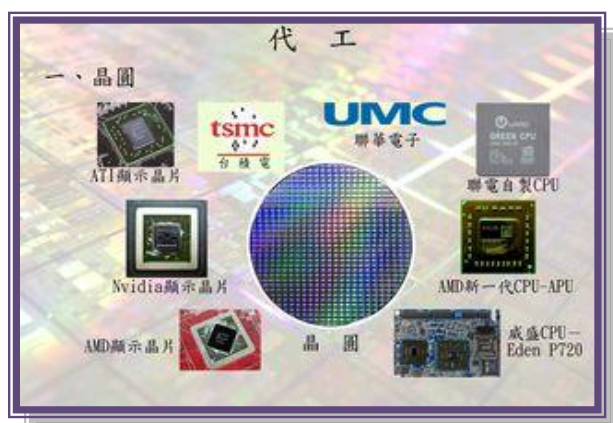 代 工
一、晶圓
ATI顯示晶片
tsmc
台積電
UMC
聯華電子
GREEN CPU
聯電自製CPU
Nvidia顯示晶片
AMD新一代CPU-APU
AMD顯示晶片
晶 圓
威盛CPU－
Eden P720